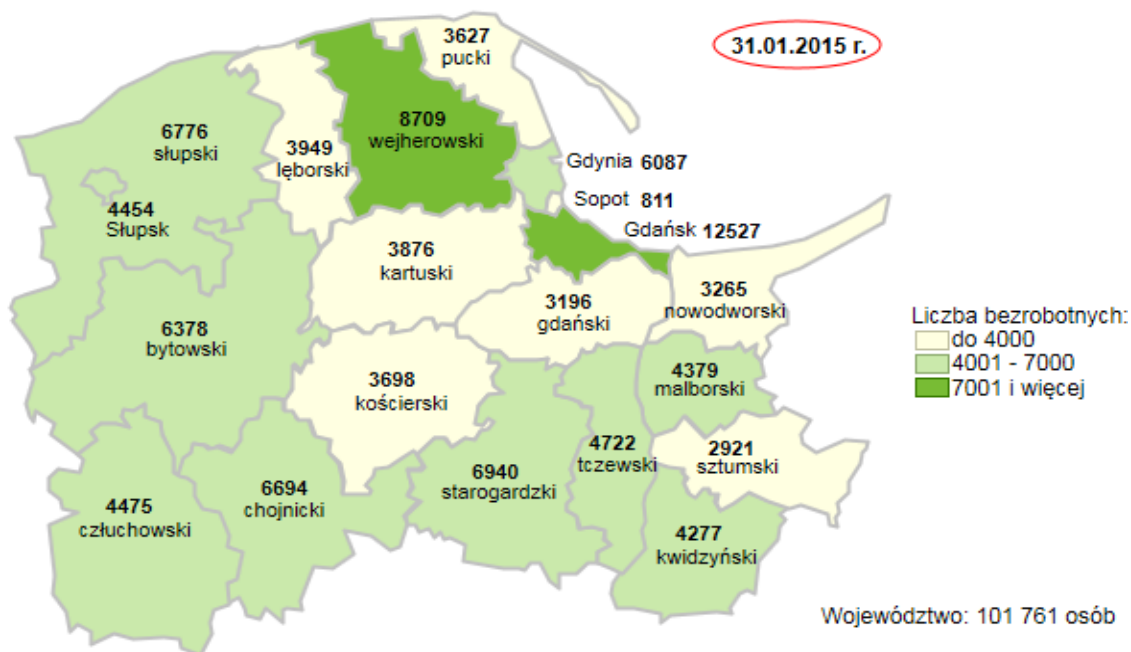 3627
pucki
31.01.2015 r.
8709
wejherowski
6776
słupski
3949
lęborski
Gdynia 6087
Sopot 811
4454
Słupsk
Gdańsk 12527
3876
kartuski
3196
gdański
3265
nowodworski
6378
bytowski
Liczba bezrobotnych:
do 4000
4001 - 7000
7001 i więcej
3698
kościerski
4379
malborski
4722
tczewski
2921
sztumski
6940
starogardzki
6694
chojnicki
4475
człuchowski
4277
kwidzyński
Województwo: 101 761 osób